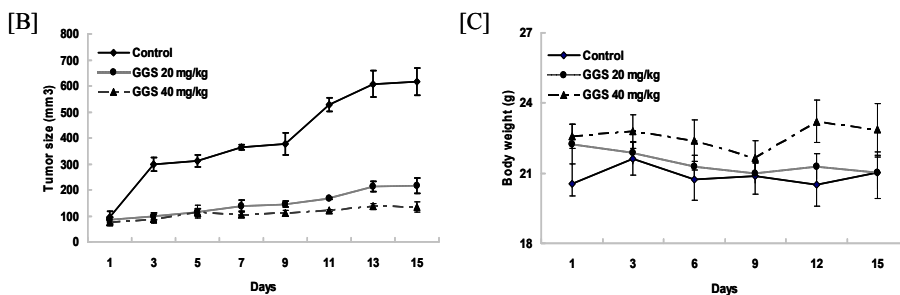 [B]
Tumor size (mm3)
800
700
600
500
400
300
200
100
0
Control
GGS 20 mg/kg
GGS 40 mg/kg
1 3 5 7 9 11 13 15
Days
[C]
Body weight (g)
27
24
21
18
Control
GGS 20 mg/kg
GGS 40 mg/kg
1 3 6 9 12 15
Days